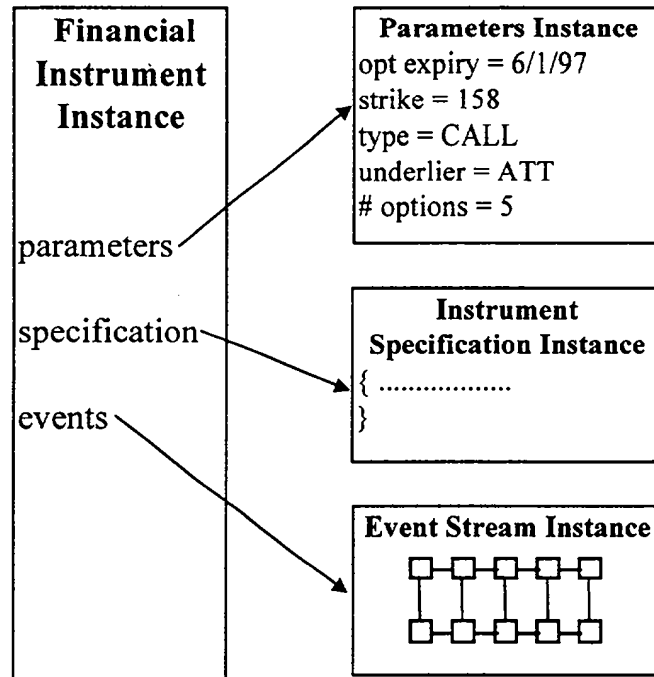 Financial
Instrument
Instance
parameters
specification
events
Parameters Instance
opt expiry = 6/1/97
strike = 158
type = CALL
underlier = ATT
# options = 5
Instrument
Specification Instance
{ ..................
}
Event Stream Instance